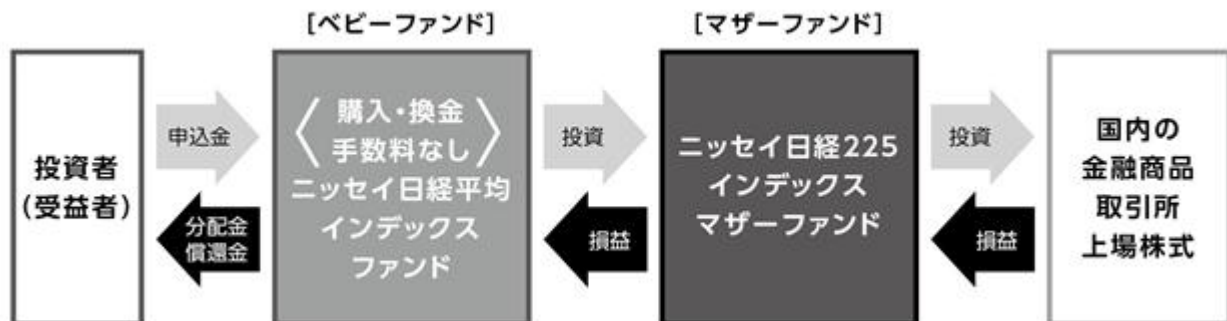 [ベビーファンド]
[マザーファンド]
投資者
(受益者)
申込金
分配金
償還金
〈購入・換金
手数料なし〉
ニッセイ日経平均
インデックス
ファンド
投資
損益
ニッセイ日経225
インデックス
マザーファンド
投資
損益
国内の
金融商品
取引所
上場株式